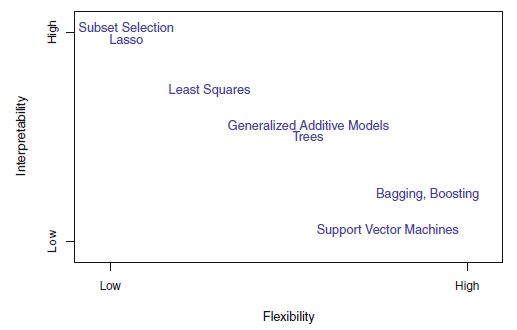 High
Subset Selection
Lasso
Least Squares
Generalized Additive Models
Trees
Bagging, Boosting
Support Vector Machines
Low
Interpretability
Low
High
Flexibility